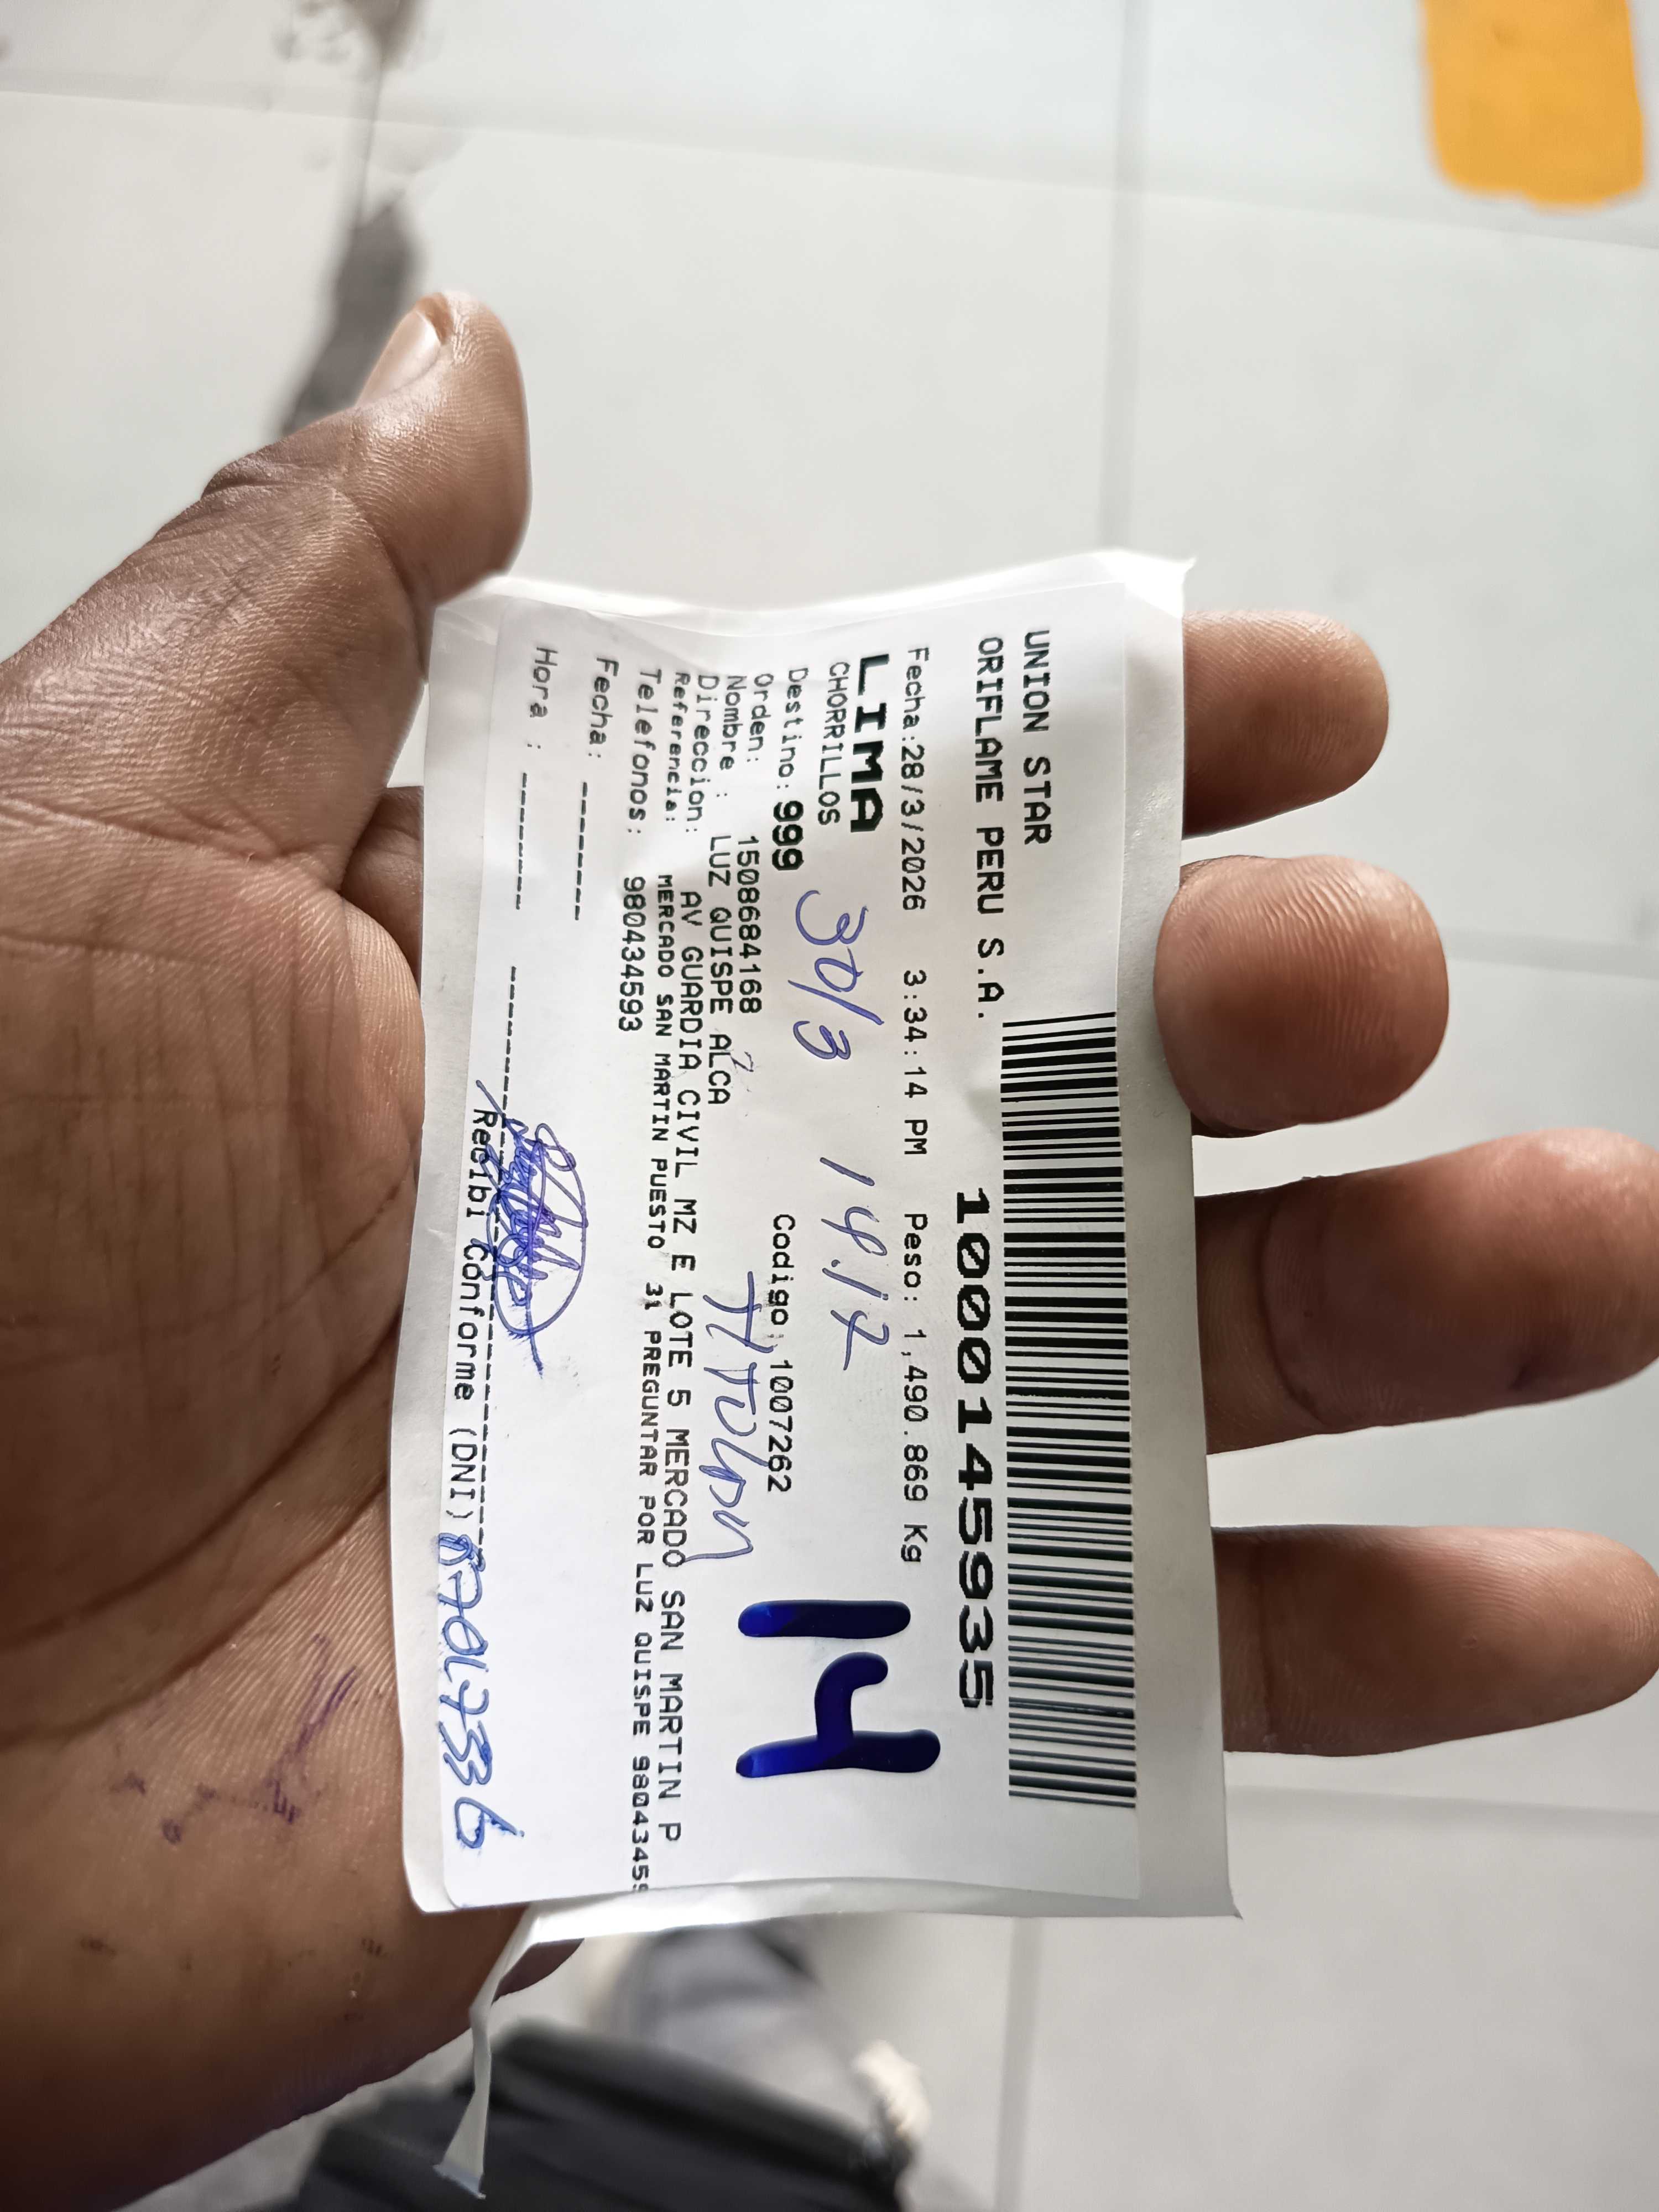 UNION STAR
ORIFLAME PERU S.A.
1000145935
Fecha:28/3/2026 3:34:14 PM Peso: 1,490.869 Kg
LIMA
CHORRILLOS
30/3 14.17
14
Destino: 999 Codigo: 1007262
Orden: 1508684168
Nombre : LUZ QUISPE ALCA
Titular
Direccion: AV GUARDIA CIVIL MZ E LOTE 5 MERCADO SAN MARTIN P
Referencia: MERCADO SAN MARTIN PUESTO 31 PREGUNTAR POR LUZ QUISPE 98043459
Telefonos: 980434593
Fecha: -------
Hora : -------
Recibi Conforme (DNI)